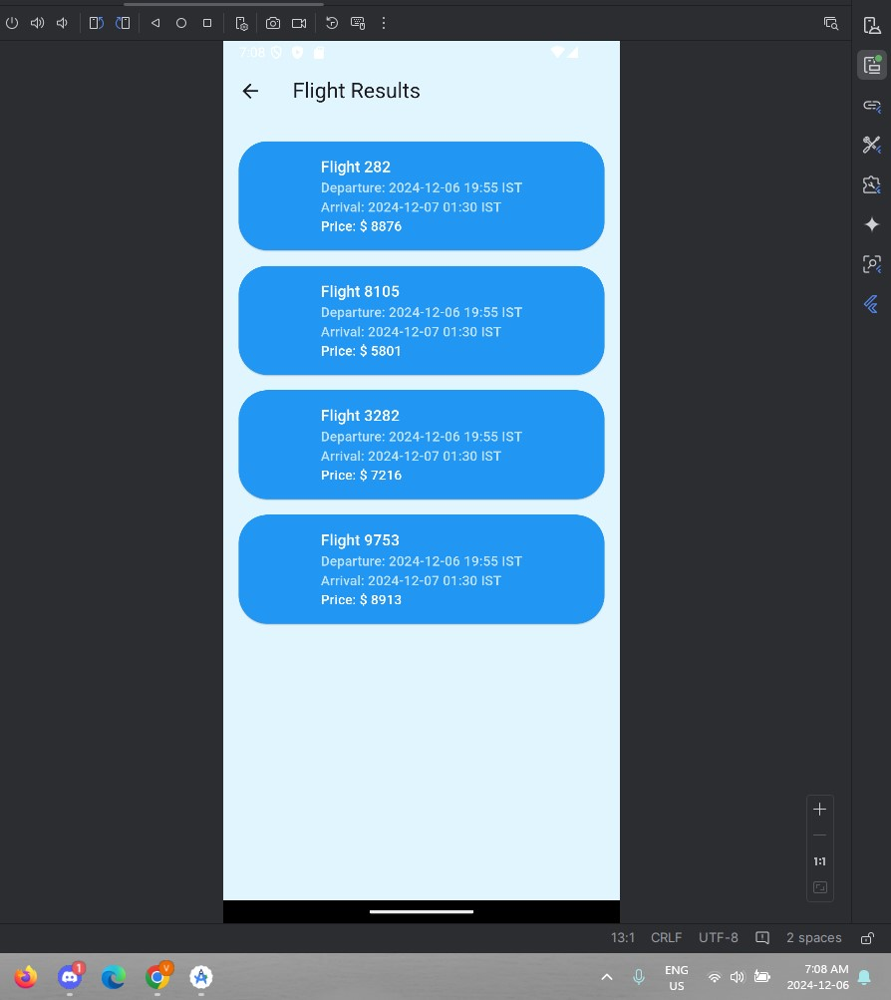 7:08
Flight Results
Flight 282
Departure: 2024-12-06 19:55 IST
Arrival: 2024-12-07 01:30 IST
Price: $ 8876
Flight 8105
Departure: 2024-12-06 19:55 IST
Arrival: 2024-12-07 01:30 IST
Price: $ 5801
Flight 3282
Departure: 2024-12-06 19:55 IST
Arrival: 2024-12-07 01:30 IST
Price: $ 7216
Flight 9753
Departure: 2024-12-06 19:55 IST
Arrival: 2024-12-07 01:30 IST
Price: $ 8913
1:1
13:1 CRLF UTF-8 2 spaces
1
V
ENG
US
7:08 AM
2024-12-06